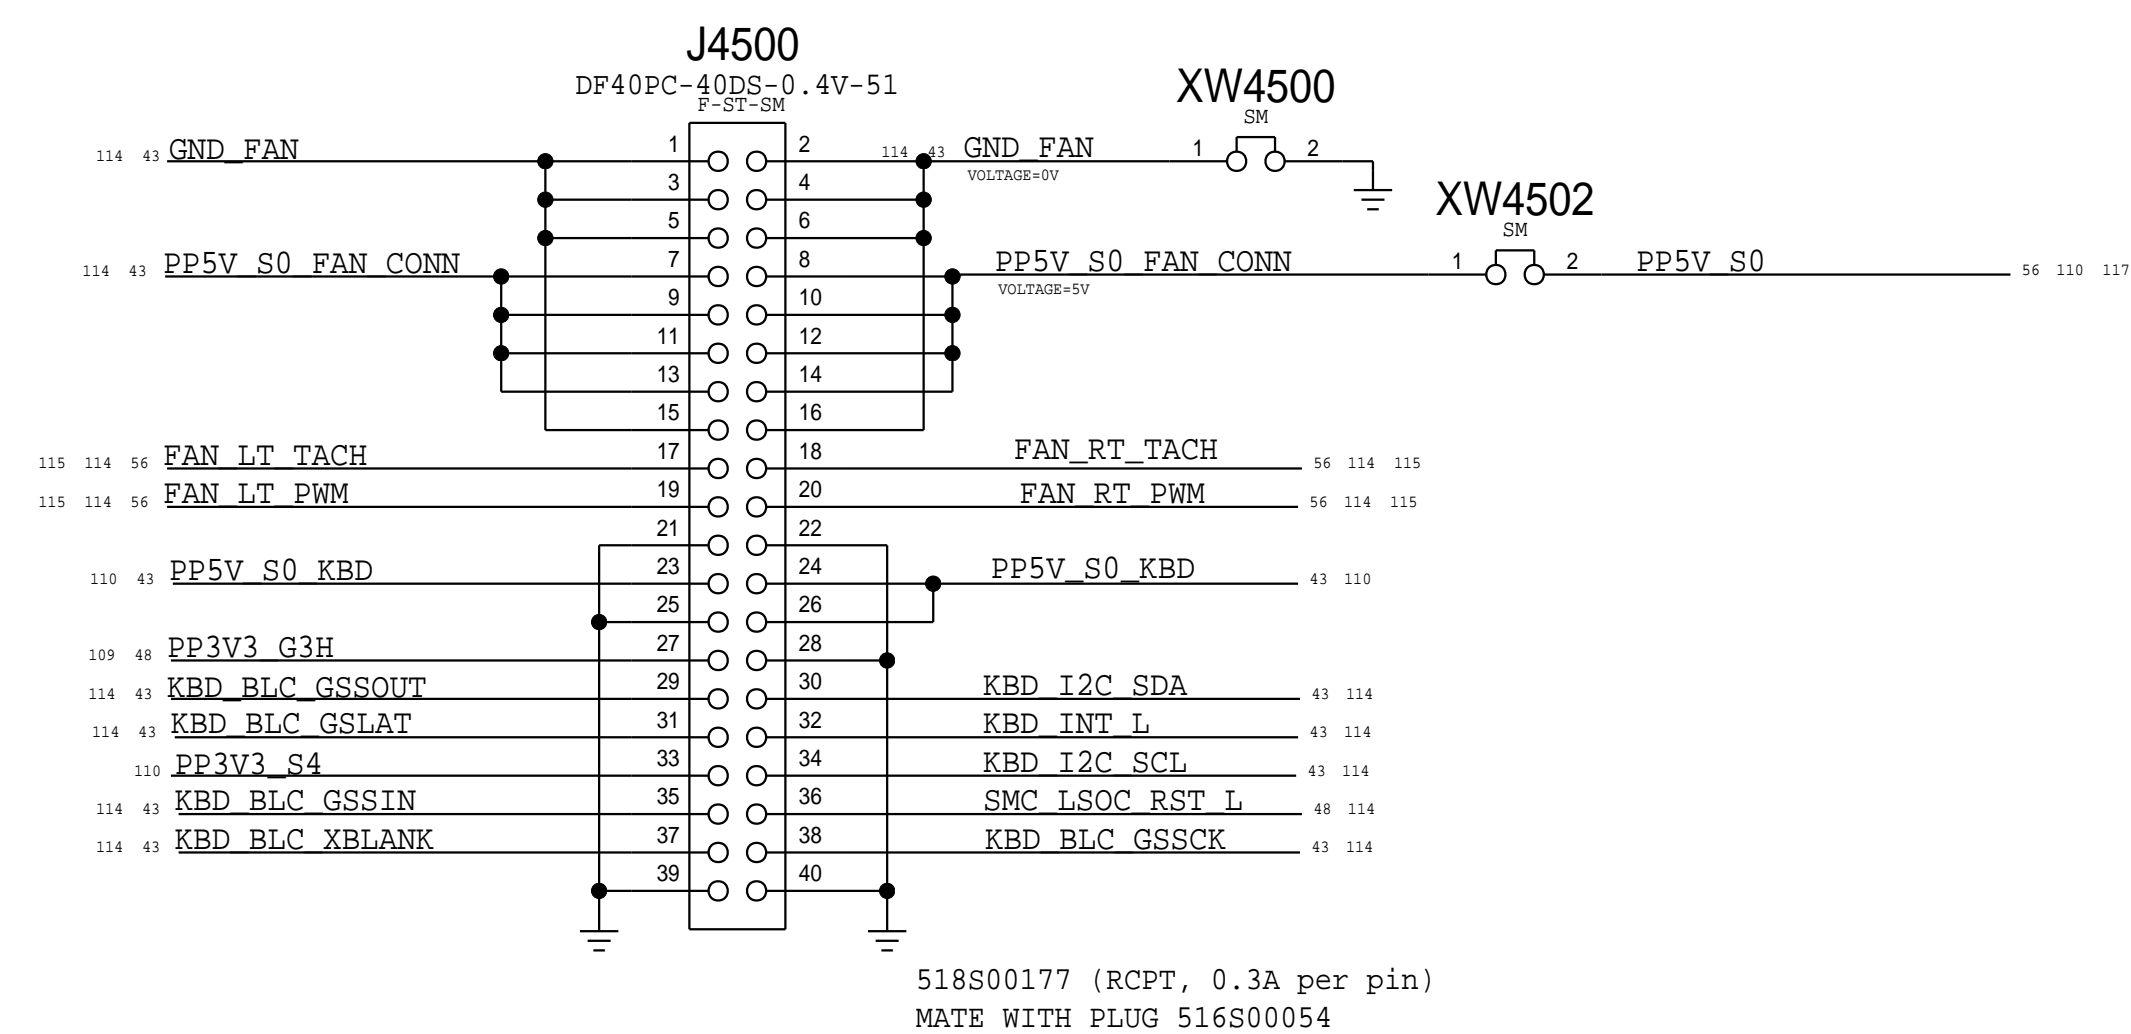 J4500
DF40PC-40DS-0.4V-51
F-ST-SM
XW4500
SM
114 43 GND_FAN 1 2 114 43 GND_FAN 1 2
VOLTAGE=0V
3 4
XW4502
SM
5 6
114 43 PP5V_S0_FAN_CONN 7 8 PP5V_S0_FAN_CONN 1 2 PP5V_S0 56 110 117
VOLTAGE=5V
9 10
11 12
13 14
15 16
115 114 56 FAN_LT_TACH 17 18 FAN_RT_TACH 56 114 115
115 114 56 FAN_LT_PWM 19 20 FAN_RT_PWM 56 114 115
21 22
110 43 PP5V_S0_KBD 23 24 PP5V_S0_KBD 43 110
25 26
109 48 PP3V3_G3H 27 28
114 43 KBD_BLC_GSSOUT 29 30 KBD_I2C_SDA 43 114
114 43 KBD_BLC_GSLAT 31 32 KBD_INT_L 43 114
110 PP3V3_S4 33 34 KBD_I2C_SCL 43 114
114 43 KBD_BLC_GSSIN 35 36 SMC_LSOC_RST_L 48 114
114 43 KBD_BLC_XBLANK 37 38 KBD_BLC_GSSCK 43 114
39 40
518S00177 (RCPT, 0.3A per pin)
MATE WITH PLUG 516S00054